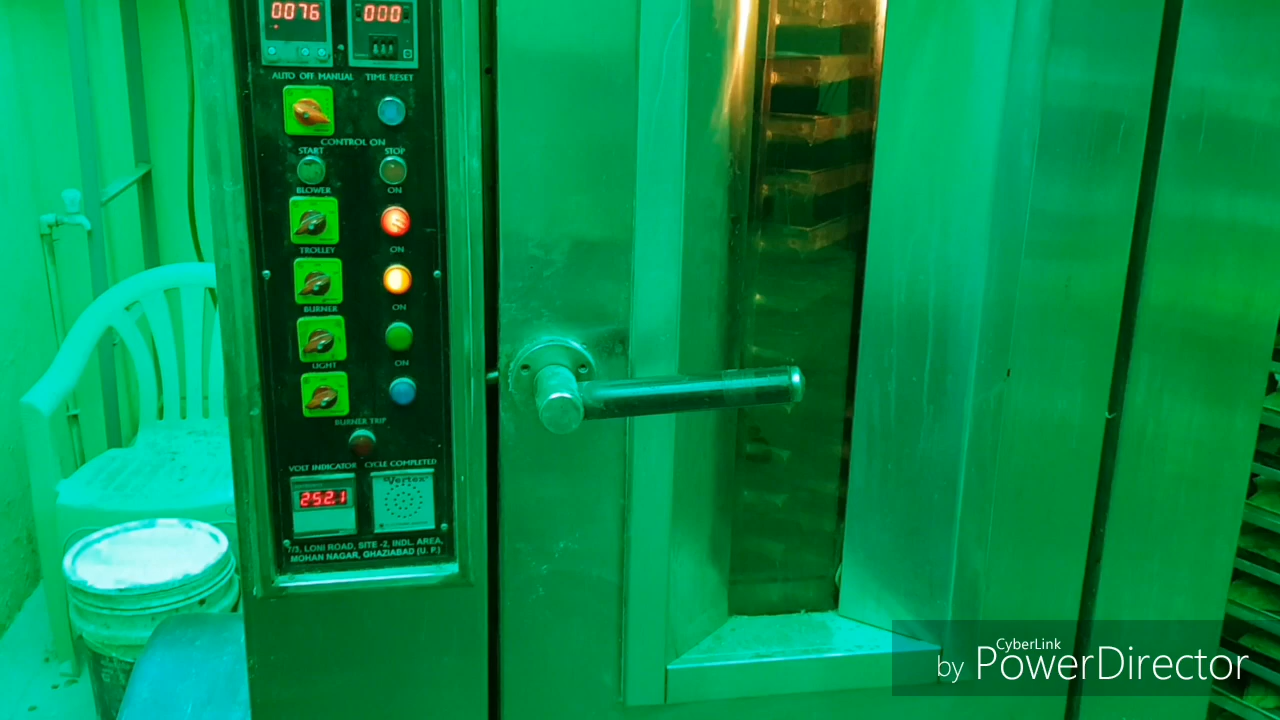 0076
000
AUTO OFF MANUAL
TIME RESET
CONTROL ON
START
STOP
BLOWER
ON
TROLLEY
ON
BURNER
ON
LIGHT
ON
BURNER TRIP
VOLT INDICATOR
CYCLE COMPLETED
252.1
Vertex
7/3, LONI ROAD, SITE -2, INDL. AREA,
MOHAN NAGAR, GHAZIABAD (U. P.)
CyberLink
by PowerDirector